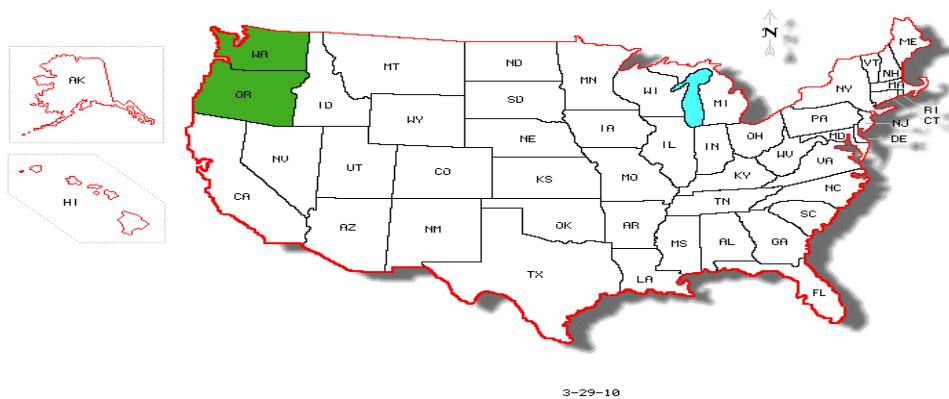 N
ME
WA
VT
NH
MT
ND
MN
AK
WI
NY
MA
OR
MI
SD
RI
ID
PA
CT
WY
NJ
IA
OH
MD
NE
DE
IL
IN
NV
WV
VA
UT
CO
KY
KS
MO
NC
CA
TN
HI
SC
AZ
NM
OK
AR
MS
AL
GA
TX
LA
FL
3-29-10